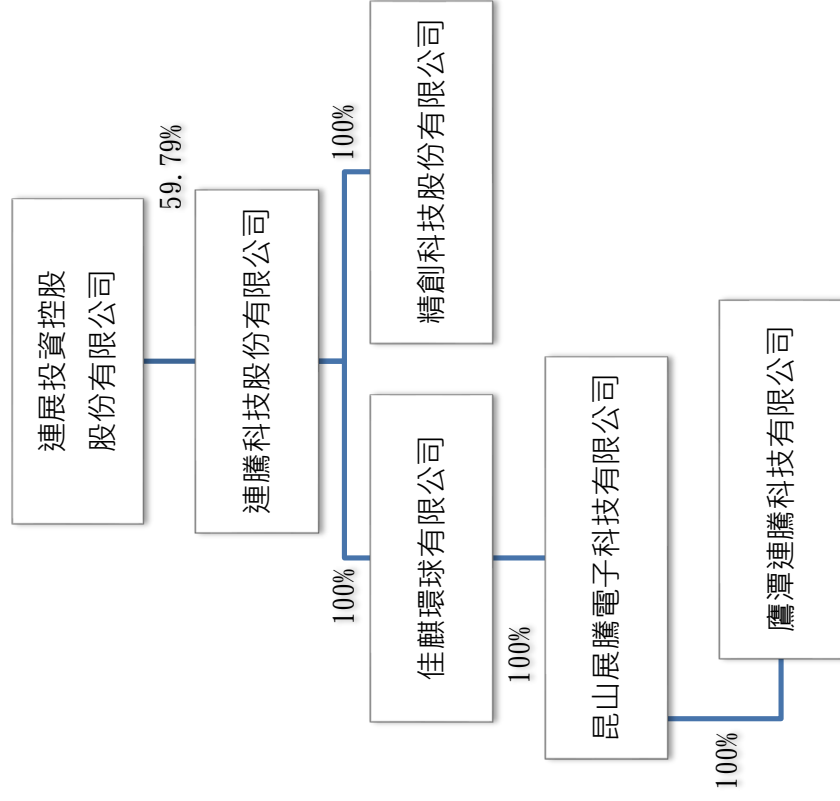 連展投資控股
股份有限公司
59.79%
連騰科技股份有限公司
100%
100%
佳麒環球有限公司
精創科技股份有限公司
100%
昆山展騰電子科技有限公司
100%
鷹潭連騰科技有限公司